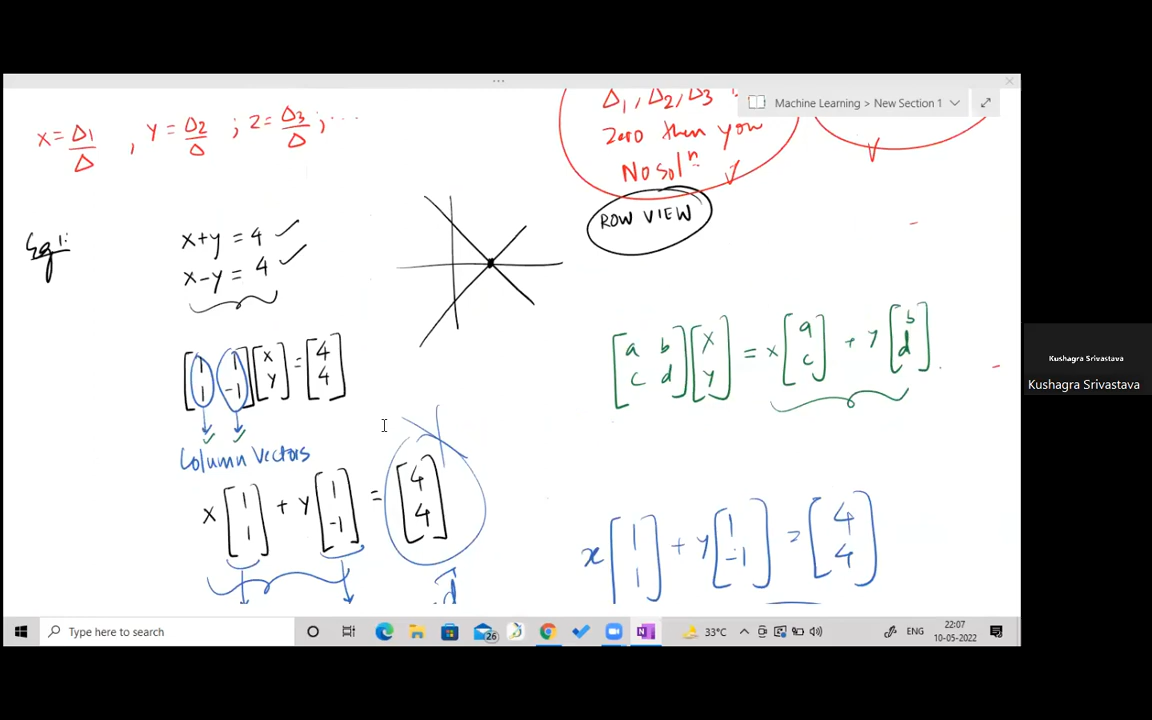 Δ1, Δ2, Δ3
Machine Learning > New Section 1
x = Δ1/Δ , y = Δ2/Δ ; z = Δ3/Δ ; ...
Zero then you
No solⁿ
ROW VIEW
Eq 1:
x+y = 4
x-y = 4
[1 1; 1 -1] [x; y] = [4; 4]
[a b; c d] [x; y] = x [a; c] + y [b; d].
Column Vectors
x [1; 1] + y [1; -1] = [4; 4]
x [1; 1] + y [1; -1] = [4; 4]
Kushagra Srivastava
Kushagra Srivastava
Type here to search
26
33°C
ENG
22:07
10-05-2022